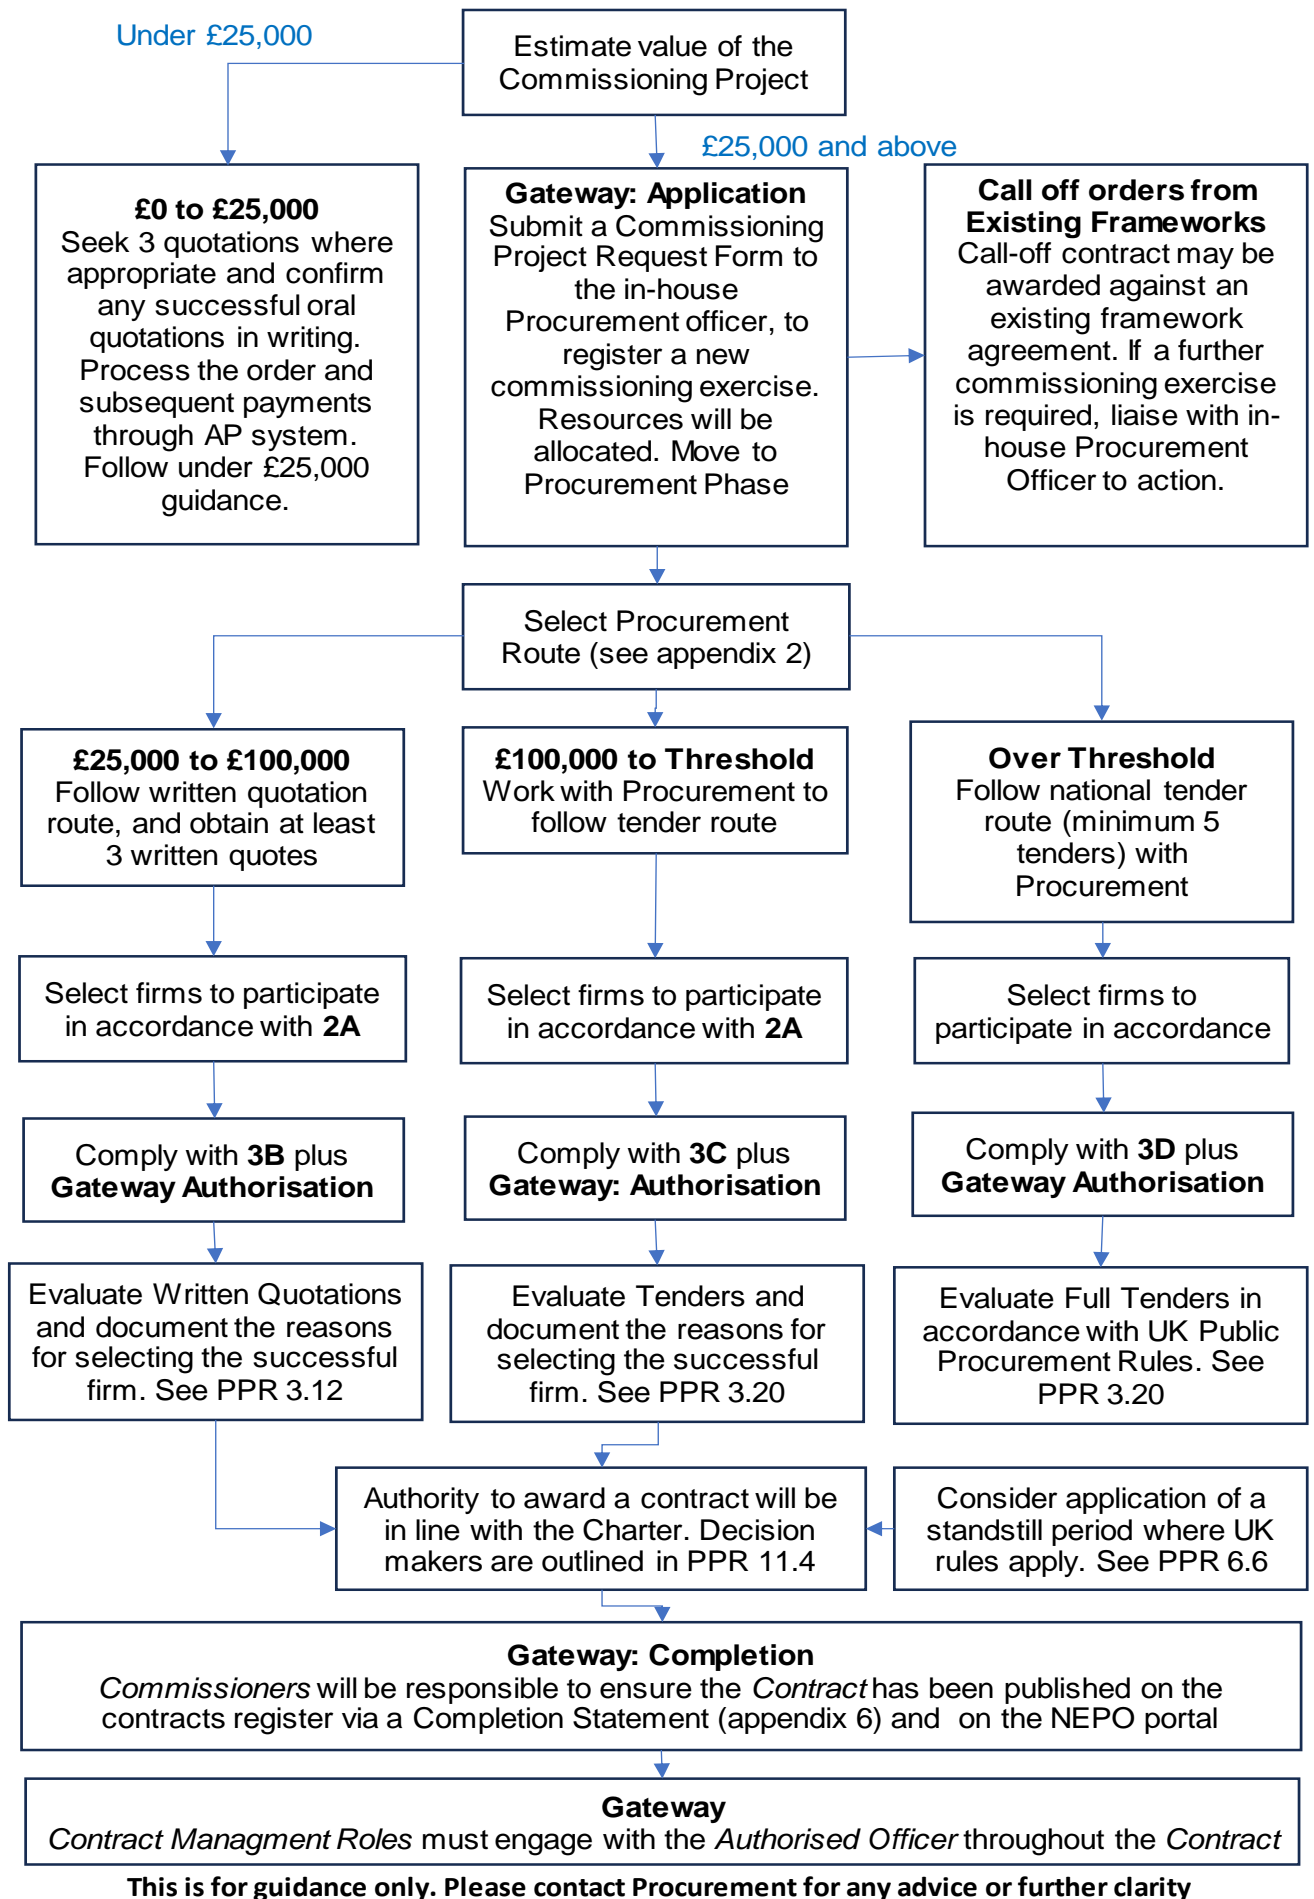 Under £25,000
Estimate value of the
Commissioning Project
£25,000 and above
£0 to £25,000
Seek 3 quotations where
appropriate and confirm
any successful oral
quotations in writing.
Process the order and
subsequent payments
through AP system.
Follow under £25,000
guidance.
Gateway: Application
Submit a Commissioning
Project Request Form to
the in-house
Procurement officer, to
register a new
commissioning exercise.
Resources will be
allocated. Move to
Procurement Phase
Call off orders from
Existing Frameworks
Call-off contract may be
awarded against an
existing framework
agreement. If a further
commissioning exercise
is required, liaise with in-
house Procurement
Officer to action.
Select Procurement
Route (see appendix 2)
£25,000 to £100,000
Follow written quotation
route, and obtain at least
3 written quotes
£100,000 to Threshold
Work with Procurement to
follow tender route
Over Threshold
Follow national tender
route (minimum 5
tenders) with
Procurement
Select firms to participate
in accordance with 2A
Select firms to participate
in accordance with 2A
Select firms to
participate in accordance
Comply with 3B plus
Gateway Authorisation
Comply with 3C plus
Gateway: Authorisation
Comply with 3D plus
Gateway Authorisation
Evaluate Written Quotations
and document the reasons
for selecting the successful
firm. See PPR 3.12
Evaluate Tenders and
document the reasons for
selecting the successful
firm. See PPR 3.20
Evaluate Full Tenders in
accordance with UK Public
Procurement Rules. See
PPR 3.20
Authority to award a contract will be
in line with the Charter. Decision
makers are outlined in PPR 11.4
Consider application of a
standstill period where UK
rules apply. See PPR 6.6
Gateway: Completion
Commissioners will be responsible to ensure the Contract has been published on the
contracts register via a Completion Statement (appendix 6) and on the NEPO portal
Gateway
Contract Managment Roles must engage with the Authorised Officer throughout the Contract
This is for guidance only. Please contact Procurement for any advice or further clarity